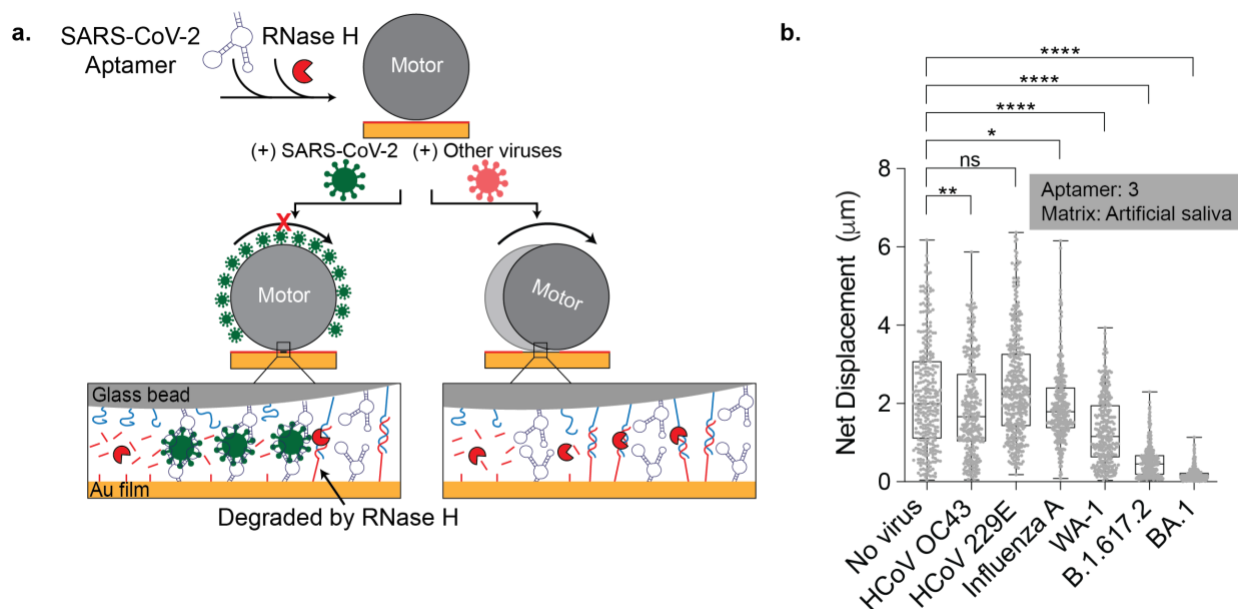 a.
SARS-CoV-2
Aptamer
RNase H
Motor
(+) SARS-CoV-2
(+) Other viruses
X
Motor
Motor
Glass bead
Au film
Degraded by RNase H
b.
****
****
****
*
ns
**
Aptamer: 3
Matrix: Artificial saliva
Net Displacement (μm)
8
6
4
2
0
No virus
HCoV OC43
HCoV 229E
Influenza A
WA-1
B.1.617.2
BA.1